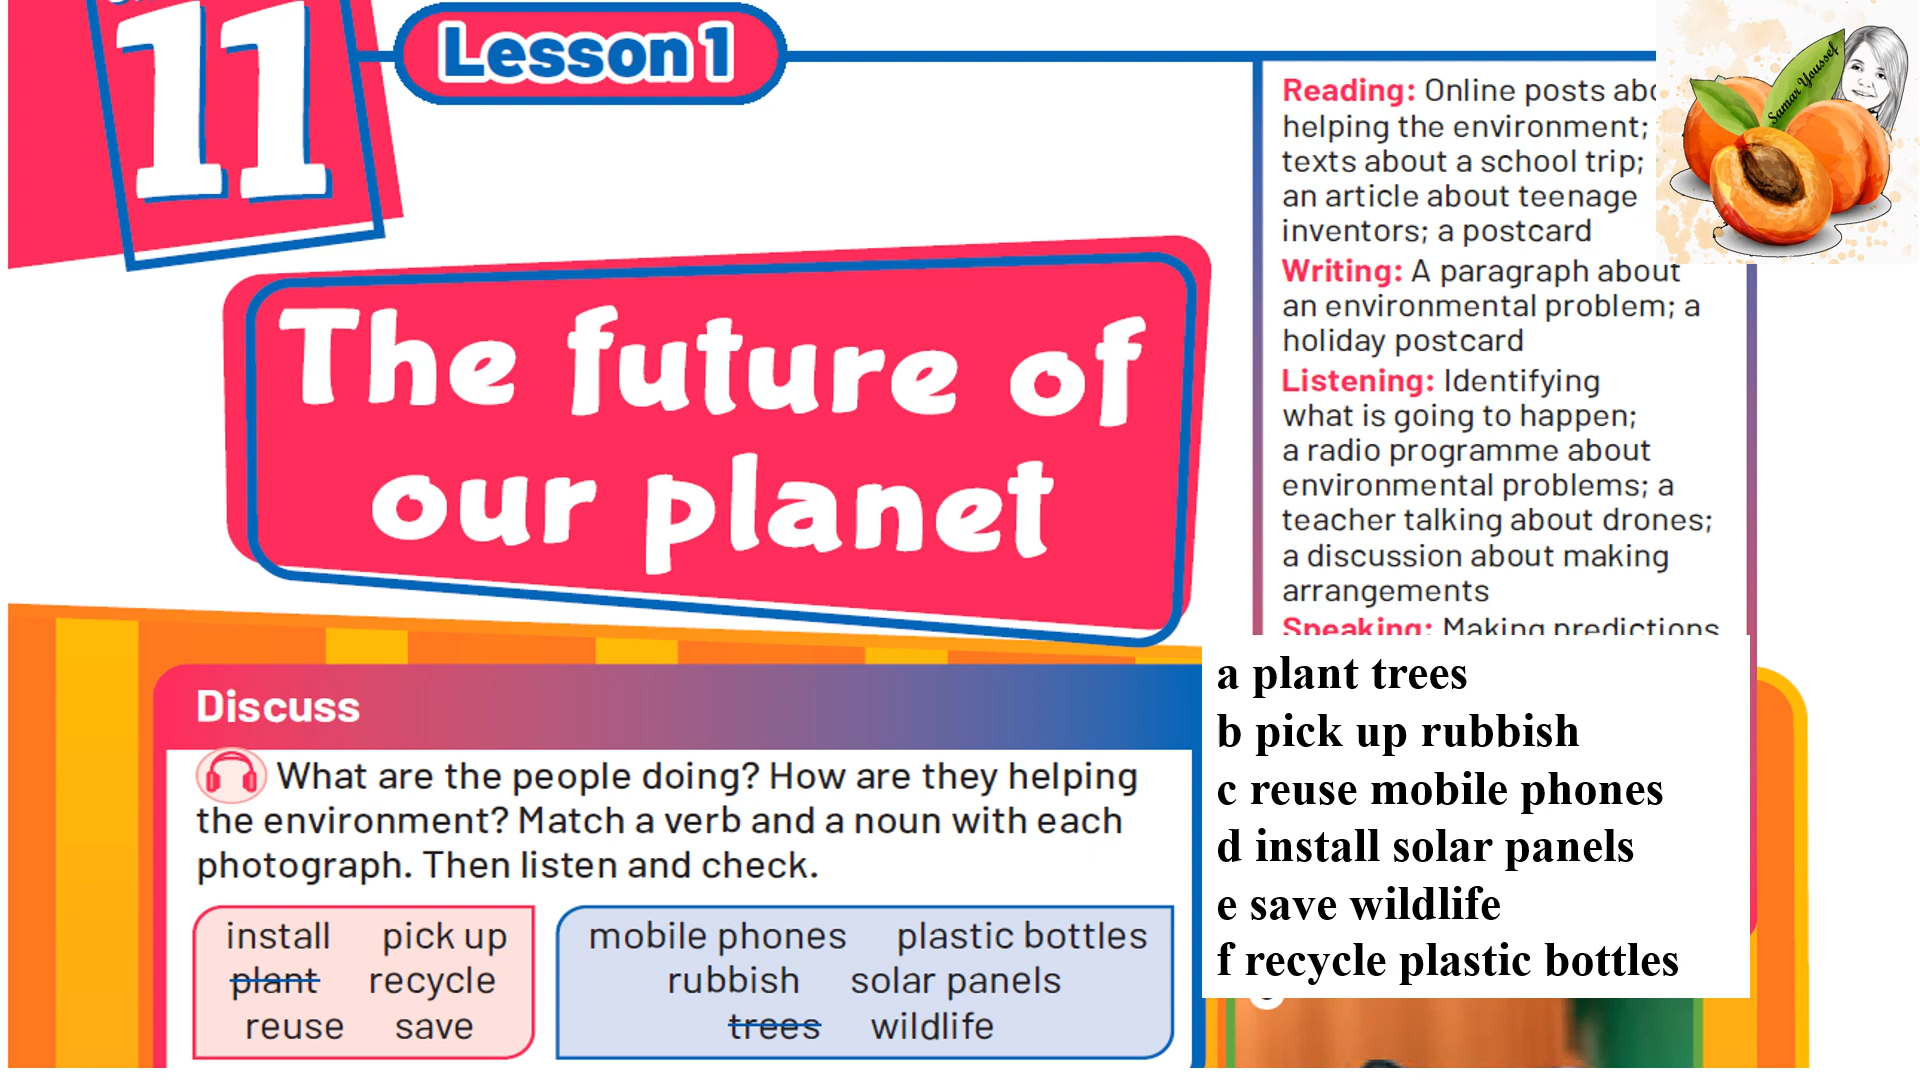 11
Lesson 1
The future of
our planet
Reading: Online posts
helping the environment;
texts about a school trip;
an article about teenage
inventors; a postcard
Writing: A paragraph about
an environmental problem; a
holiday postcard
Listening: Identifying
what is going to happen;
a radio programme about
environmental problems; a
teacher talking about drones;
a discussion about making
arrangements
Speaking: Making predictions
Samar Youssef
Discuss
What are the people doing? How are they helping
the environment? Match a verb and a noun with each
photograph. Then listen and check.
install pick up
plant recycle
reuse save
mobile phones plastic bottles
rubbish solar panels
trees wildlife
a plant trees
b pick up rubbish
c reuse mobile phones
d install solar panels
e save wildlife
f recycle plastic bottles